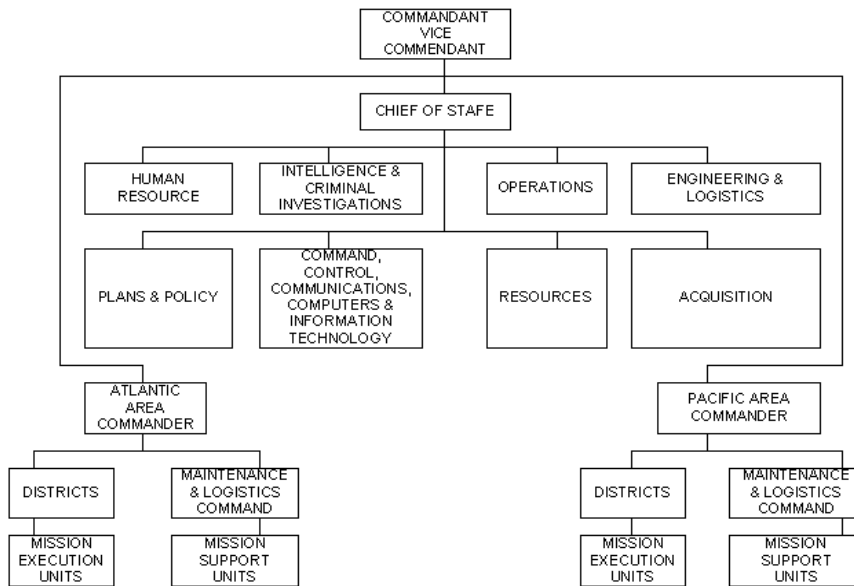 COMMANDANT
VICE
COMMENDANT
CHIEF OF STAFE
HUMAN
RESOURCE
INTELLIGENCE &
CRIMINAL
INVESTIGATIONS
OPERATIONS
ENGINEERING &
LOGISTICS
PLANS & POLICY
COMMAND,
CONTROL,
COMMUNICATIONS,
COMPUTERS &
INFORMATION
TECHNOLOGY
RESOURCES
ACQUISITION
ATLANTIC
AREA
COMMANDER
PACIFIC AREA
COMMANDER
DISTRICTS
MAINTENANCE
& LOGISTICS
COMMAND
DISTRICTS
MAINTENANCE
& LOGISTICS
COMMAND
MISSION
EXECUTION
UNITS
MISSION
SUPPORT
UNITS
MISSION
EXECUTION
UNITS
MISSION
SUPPORT
UNITS